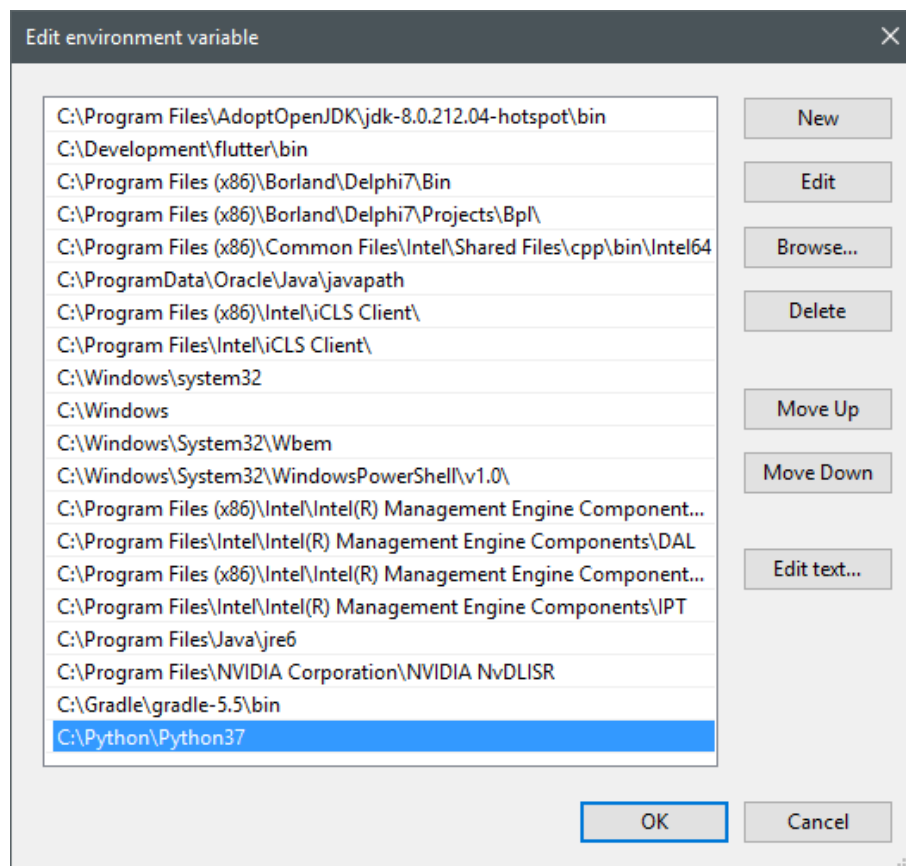 Edit environment variable
C:\Program Files\AdoptOpenJDK\jdk-8.0.212.04-hotspot\bin
C:\Development\flutter\bin
C:\Program Files (x86)\Borland\Delphi7\Bin
C:\Program Files (x86)\Borland\Delphi7\Projects\Bpl\
C:\Program Files (x86)\Common Files\Intel\Shared Files\cpp\bin\Intel64
C:\ProgramData\Oracle\Java\javapath
C:\Program Files (x86)\Intel\iCLS Client\
C:\Program Files\Intel\iCLS Client\
C:\Windows\system32
C:\Windows
C:\Windows\System32\Wbem
C:\Windows\System32\WindowsPowerShell\v1.0\
C:\Program Files (x86)\Intel\Intel(R) Management Engine Component...
C:\Program Files\Intel\Intel(R) Management Engine Components\DAL
C:\Program Files (x86)\Intel\Intel(R) Management Engine Component...
C:\Program Files\Intel\Intel(R) Management Engine Components\IPT
C:\Program Files\Java\jre6
C:\Program Files\NVIDIA Corporation\NVIDIA NvDLISR
C:\Gradle\gradle-5.5\bin
C:\Python\Python37
New
Edit
Browse...
Delete
Move Up
Move Down
Edit text...
OK
Cancel